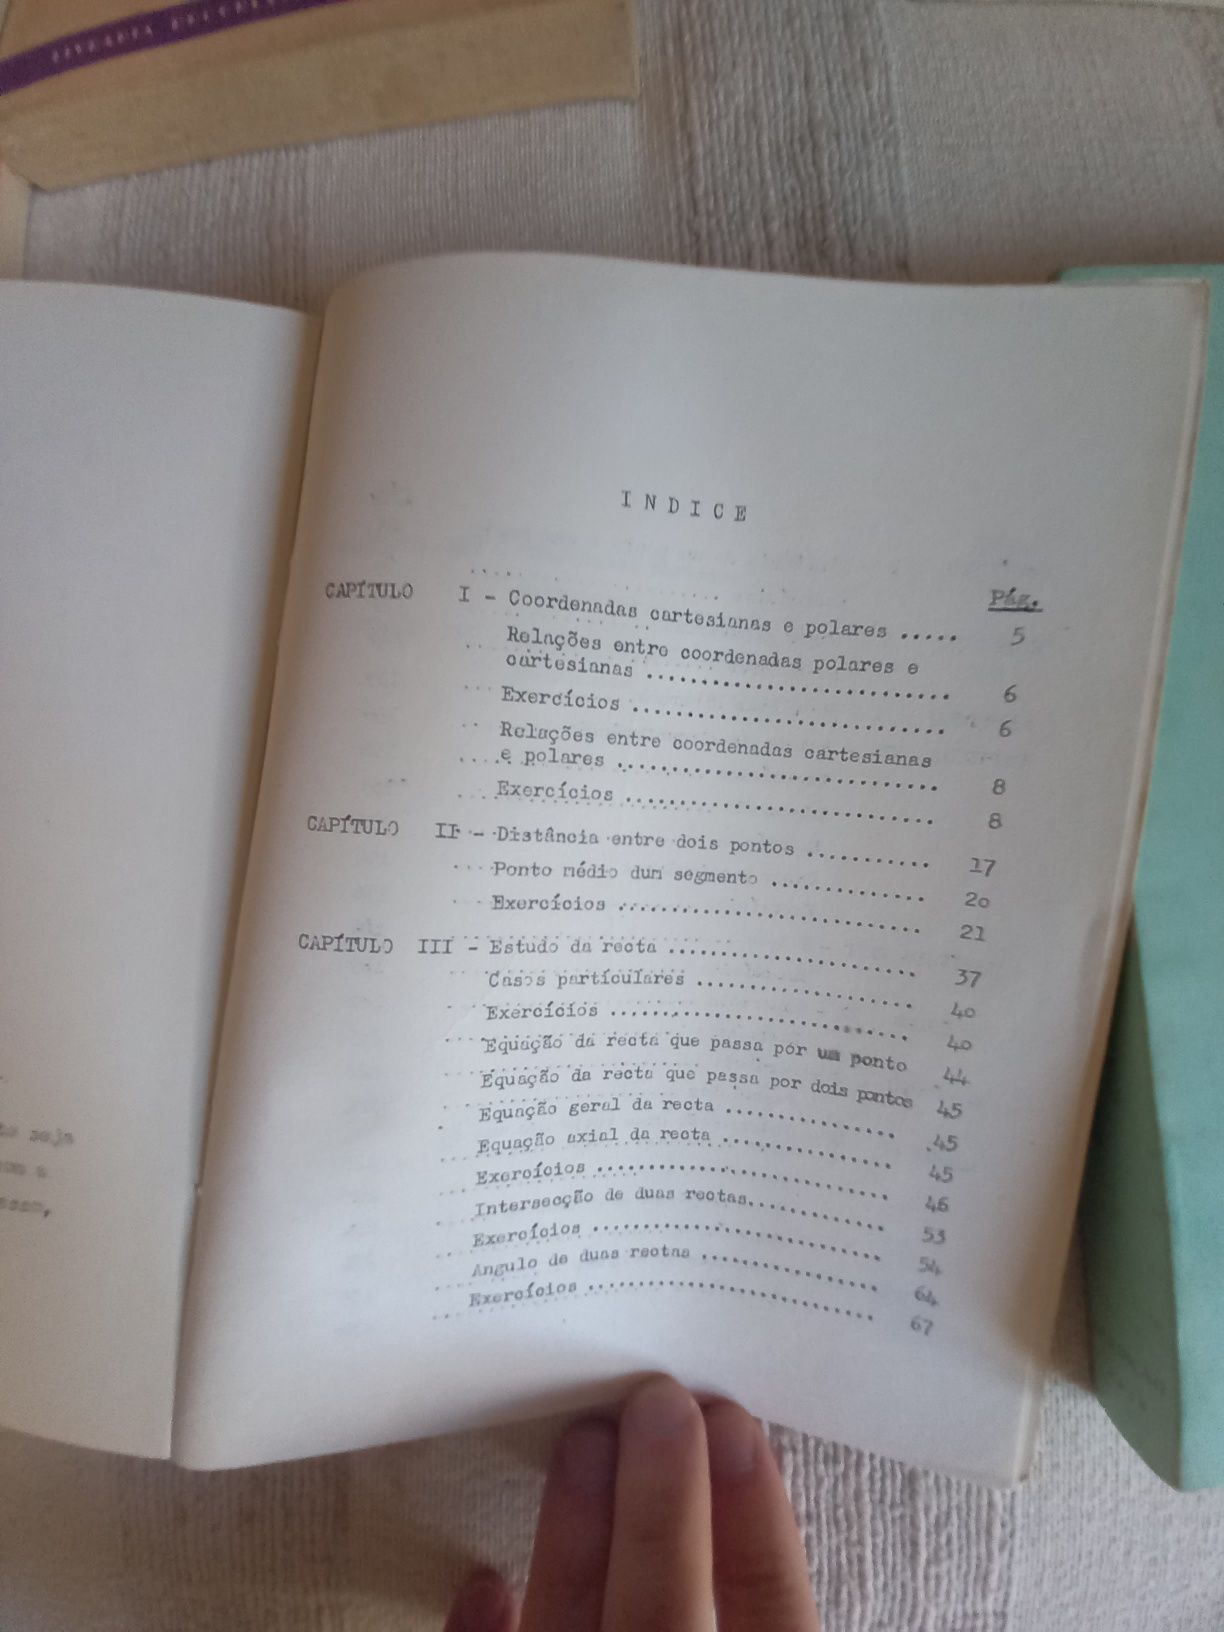 INDICE
Pág.
CAPÍTULO I - Coordenadas cartesianas e polares ..... 5
Relações entre coordenadas polares e
cartesianas ............................ 6
Exercícios ............................. 6
Relações entre coordenadas cartesianas
e polares .............................. 8
Exercícios ............................. 8
CAPÍTULO II - Distância entre dois pontos ........... 17
Ponto médio dum segmento .............. 20
Exercícios ............................ 21
CAPÍTULO III - Estudo da recta ....................... 37
Casos particulares .................... 40
Exercícios ............................ 40
Equação da recta que passa por um ponto 44
Equação da recta que passa por dois pontos 45
Equação geral da recta ................ 45
Equação axial da recta ................ 45
Exercícios ............................ 46
Intersecção de duas rectas............. 53
Exercícios ............................ 54
Angulo de duas rectas ................. 64
Exercícios ............................ 67
seja